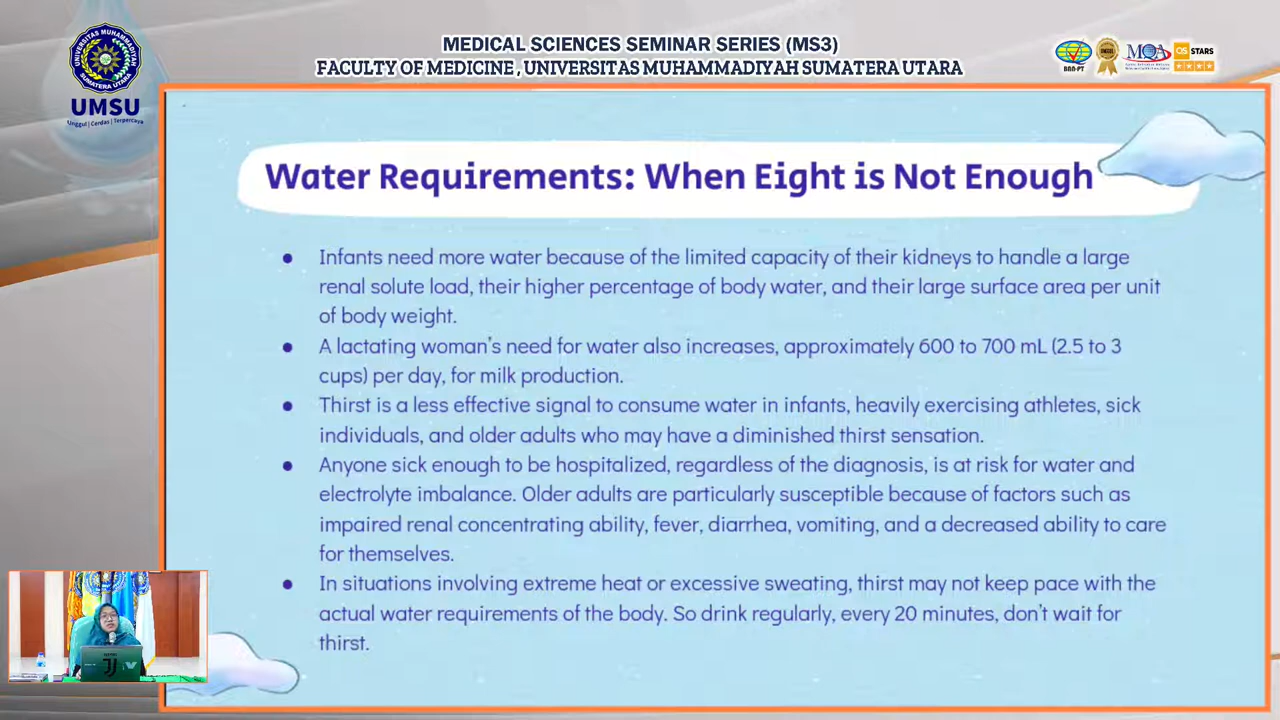 MEDICAL SCIENCES SEMINAR SERIES (MS3)
FACULTY OF MEDICINE , UNIVERSITAS MUHAMMADIYAH SUMATERA UTARA
UNIVERSITAS MUHAMMADIYAH
SUMATERA UTARA
UMSU
Unggul | Cerdas | Terpercaya
BAN-PT
MQA
QS STARS
Water Requirements: When Eight is Not Enough
● Infants need more water because of the limited capacity of their kidneys to handle a large
renal solute load, their higher percentage of body water, and their large surface area per unit
of body weight.
● A lactating woman's need for water also increases, approximately 600 to 700 mL (2.5 to 3
cups) per day, for milk production.
● Thirst is a less effective signal to consume water in infants, heavily exercising athletes, sick
individuals, and older adults who may have a diminished thirst sensation.
● Anyone sick enough to be hospitalized, regardless of the diagnosis, is at risk for water and
electrolyte imbalance. Older adults are particularly susceptible because of factors such as
impaired renal concentrating ability, fever, diarrhea, vomiting, and a decreased ability to care
for themselves.
● In situations involving extreme heat or excessive sweating, thirst may not keep pace with the
actual water requirements of the body. So drink regularly, every 20 minutes, don't wait for
thirst.